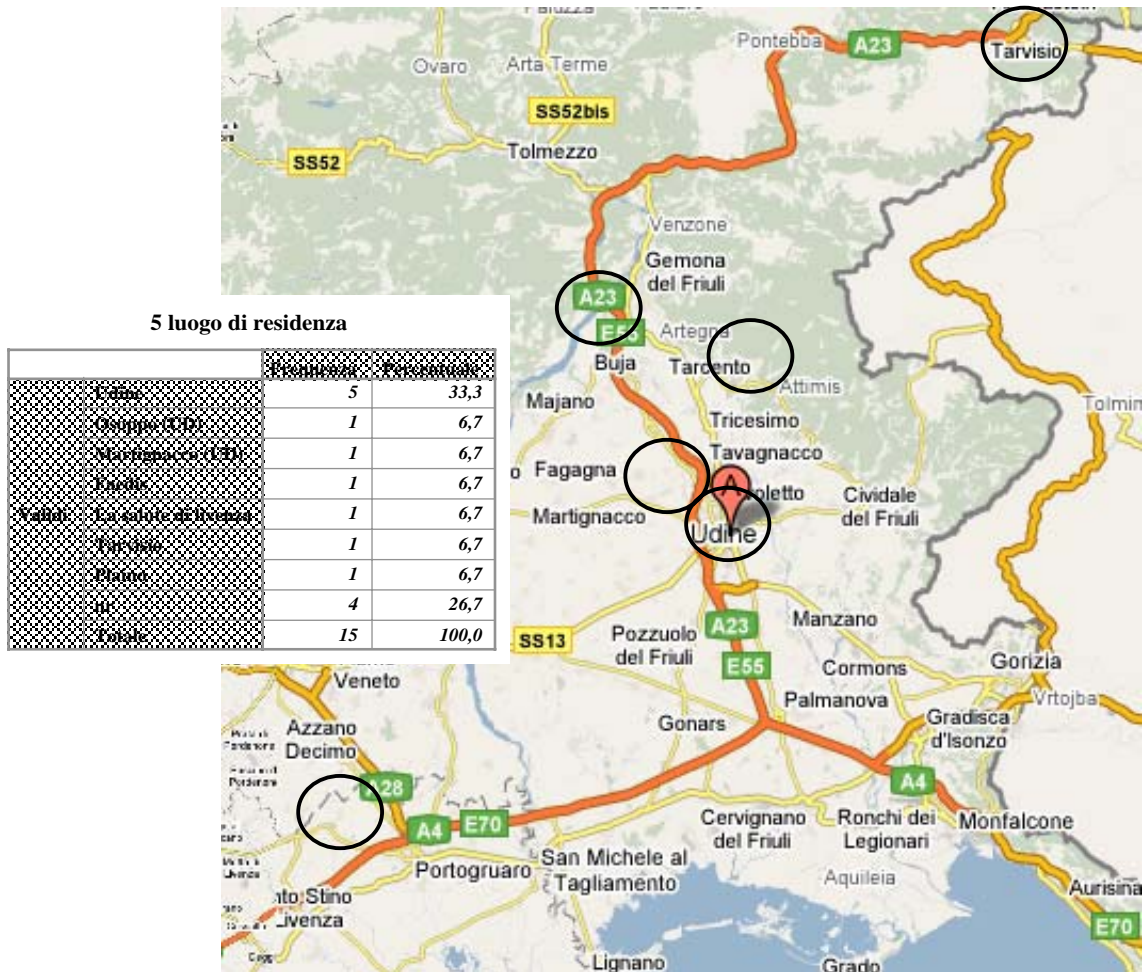 Pontebba
A23
Tarvisio
Ovaro
Arta Terme
SS52bis
SS52
Tolmezzo
Venzone
Gemona
del Friuli
A23
E55
Artegna
Buja
Tarcento
Attimis
Majano
Tolmin
Tricesimo
Tavagnacco
Fagagna
A
oletto
Cividale
del Friuli
Martignacco
Udine
5 luogo di residenza
Frequenza Percentuale
Udine 5 33,3
Osoppo (UD) 1 6,7
Martignacco (UD) 1 6,7
Faedis 1 6,7
Validi La salute di livenza 1 6,7
Tarvisio 1 6,7
Plaino 1 6,7
nr 4 26,7
Totale 15 100,0
SS13
Pozzuolo
del Friuli
A23
E55
Manzano
Cormons
Gorizia
Vrtojba
Palmanova
Gonars
Gradisca
d'Isonzo
Veneto
Azzano
Decimo
A28
A4
E70
A4
Cervignano
del Friuli
Ronchi dei
Legionari
Monfalcone
Portogruaro
San Michele al
Tagliamento
Aquileia
Aurisina
nto Stino
Livenza
E70
Lignano
Grado